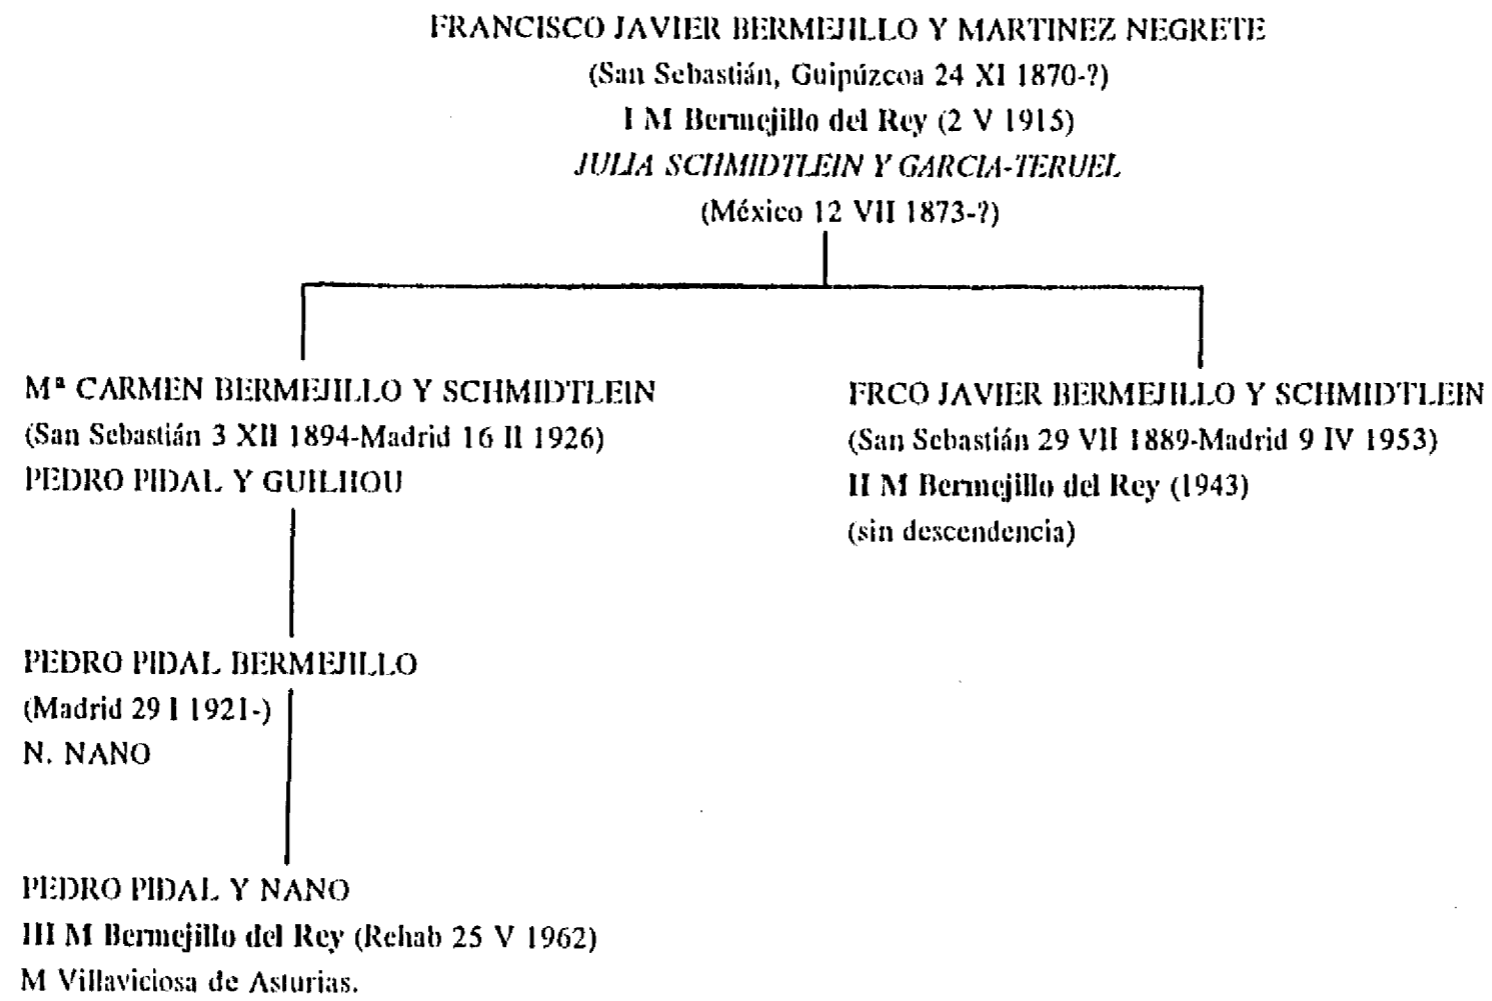 FRANCISCO JAVIER BERMEJILLO Y MARTINEZ NEGRETE
(San Sebastián, Guipúzcoa 24 XI 1870-?)
I M Bermejillo del Rey (2 V 1915)
JULIA SCHMIDTLEIN Y GARCIA-TERUEL
(México 12 VII 1873-?)
Mª CARMEN BERMEJILLO Y SCHMIDTLEIN
(San Sebastián 3 XII 1894-Madrid 16 II 1926)
PEDRO PIDAL Y GUILHOU
FRCO JAVIER BERMEJILLO Y SCHMIDTLEIN
(San Sebastián 29 VII 1889-Madrid 9 IV 1953)
II M Bermejillo del Rey (1943)
(sin descendencia)
PEDRO PIDAL BERMEJILLO
(Madrid 29 I 1921-)
N. NANO
PEDRO PIDAL Y NANO
III M Bermejillo del Rey (Rehab 25 V 1962)
M Villaviciosa de Asturias.